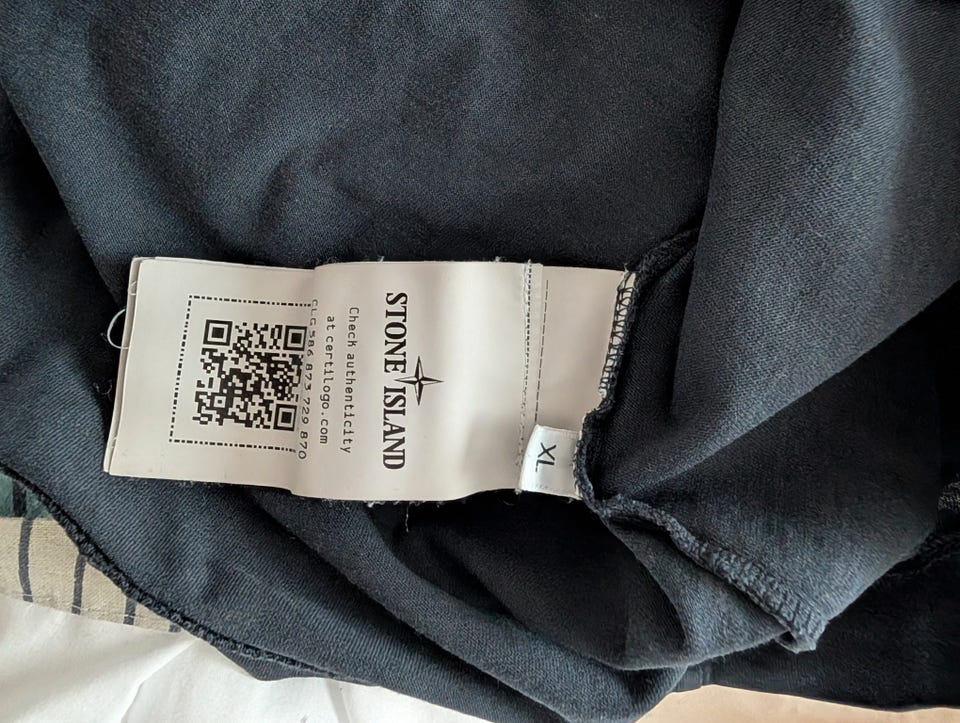 STONE ISLAND
Check authenticity
at certilogo.com
CLG 586 873 729 870
XL